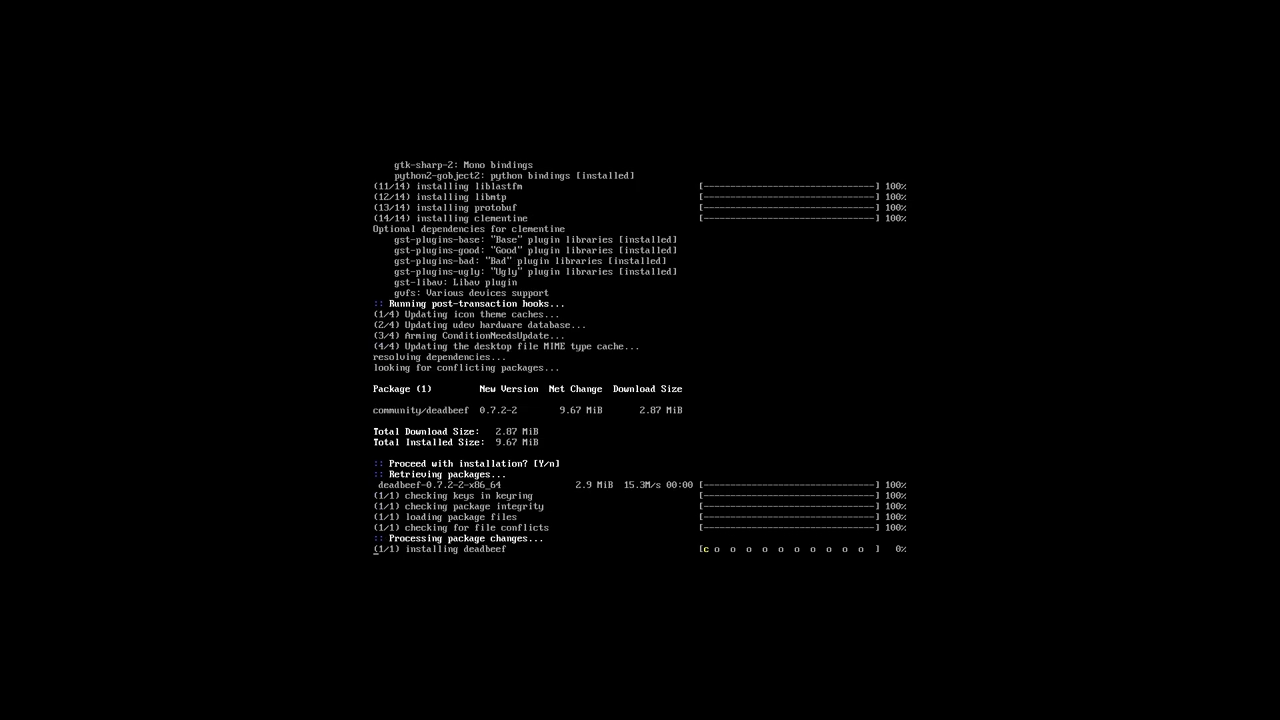 gtk-sharp-2: Mono bindings
    python2-gobject2: python bindings [installed]
(11/14) installing liblastfm                                 [--------------------------------] 100%
(12/14) installing libmtp                                    [--------------------------------] 100%
(13/14) installing protobuf                                  [--------------------------------] 100%
(14/14) installing clementine                                [--------------------------------] 100%
Optional dependencies for clementine
    gst-plugins-base: "Base" plugin libraries [installed]
    gst-plugins-good: "Good" plugin libraries [installed]
    gst-plugins-bad: "Bad" plugin libraries [installed]
    gst-plugins-ugly: "Ugly" plugin libraries [installed]
    gst-libav: Libav plugin
    gvfs: Various devices support
:: Running post-transaction hooks...
(1/4) Updating icon theme caches...
(2/4) Updating udev hardware database...
(3/4) Arming ConditionNeedsUpdate...
(4/4) Updating the desktop file MIME type cache...
resolving dependencies...
looking for conflicting packages...

Package (1)         New Version  Net Change  Download Size

community/deadbeef  0.7.2-2        9.67 MiB       2.87 MiB

Total Download Size:   2.87 MiB
Total Installed Size:  9.67 MiB

:: Proceed with installation? [Y/n]
:: Retrieving packages...
 deadbeef-0.7.2-2-x86_64              2.9 MiB  15.3M/s 00:00 [--------------------------------] 100%
(1/1) checking keys in keyring                               [--------------------------------] 100%
(1/1) checking package integrity                             [--------------------------------] 100%
(1/1) loading package files                                  [--------------------------------] 100%
(1/1) checking for file conflicts                            [--------------------------------] 100%
:: Processing package changes...
(1/1) installing deadbeef                                    [c o  o  o  o  o  o  o  o  o  o  ]   0%